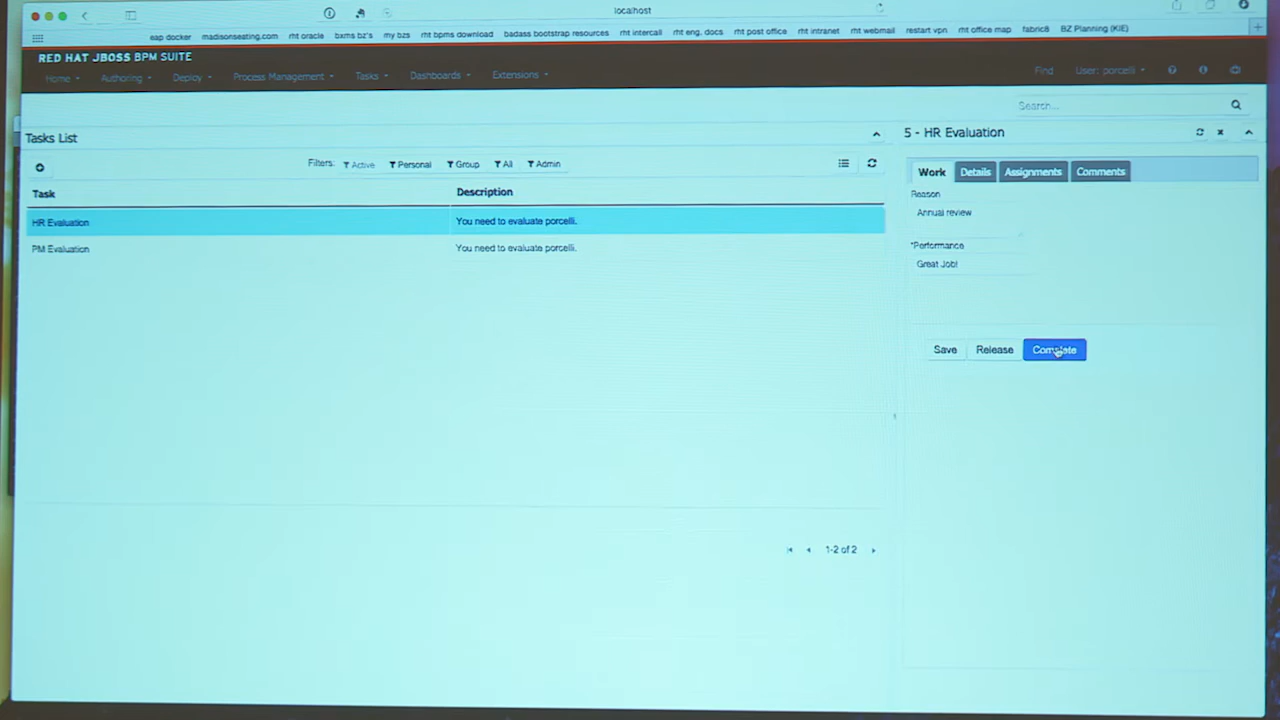 localhost
eap docker madisonseating.com rht oracle bxms bz's my bzs rht bpms download badass bootstrap resources rht intercall rht eng. docs rht post office rht intranet rht webmail restart vpn rht office map fabric8 BZ Planning (KIE)
RED HAT JBOSS BPM SUITE
Home Authoring Deploy Process Management Tasks Dashboards Extensions Find User: porcelli
Search...
Tasks List
5 - HR Evaluation
Filters: Active Personal Group All Admin
Work Details Assignments Comments
Task Description
Reason
Annual review
HR Evaluation You need to evaluate porcelli.
PM Evaluation You need to evaluate porcelli.
*Performance
Great Job!
Save Release Complete
1-2 of 2